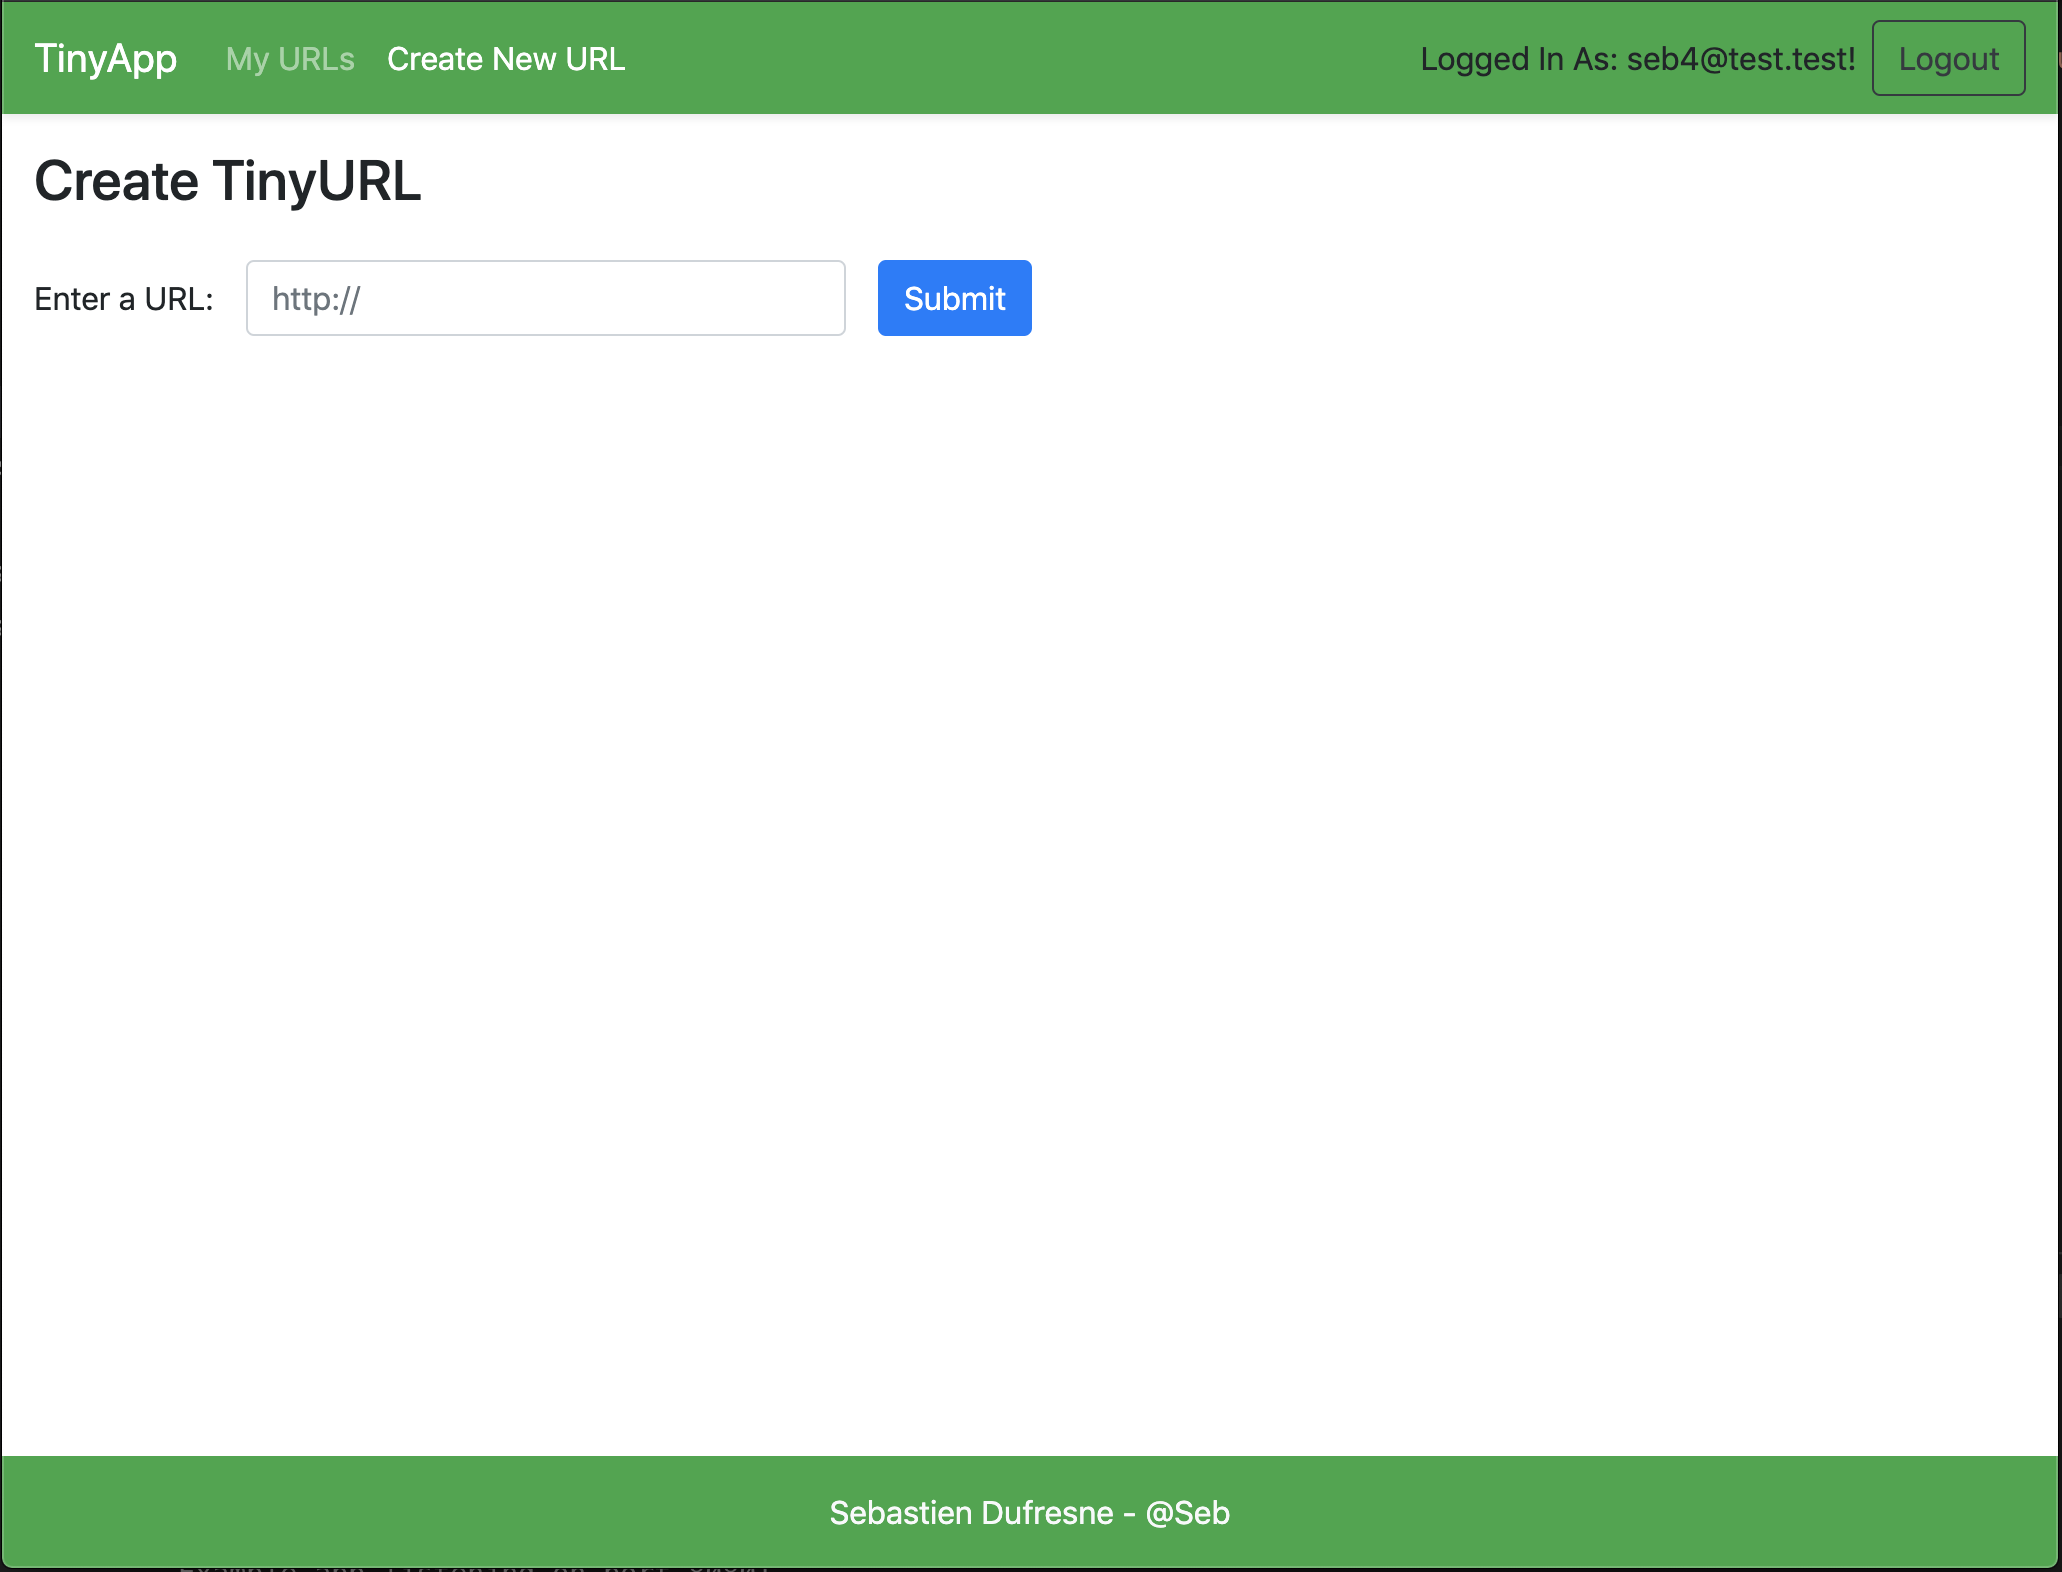 TinyApp My URLs Create New URL Logged In As: seb4@test.test! Logout
Create TinyURL
Enter a URL: http:// Submit
Sebastien Dufresne - @Seb